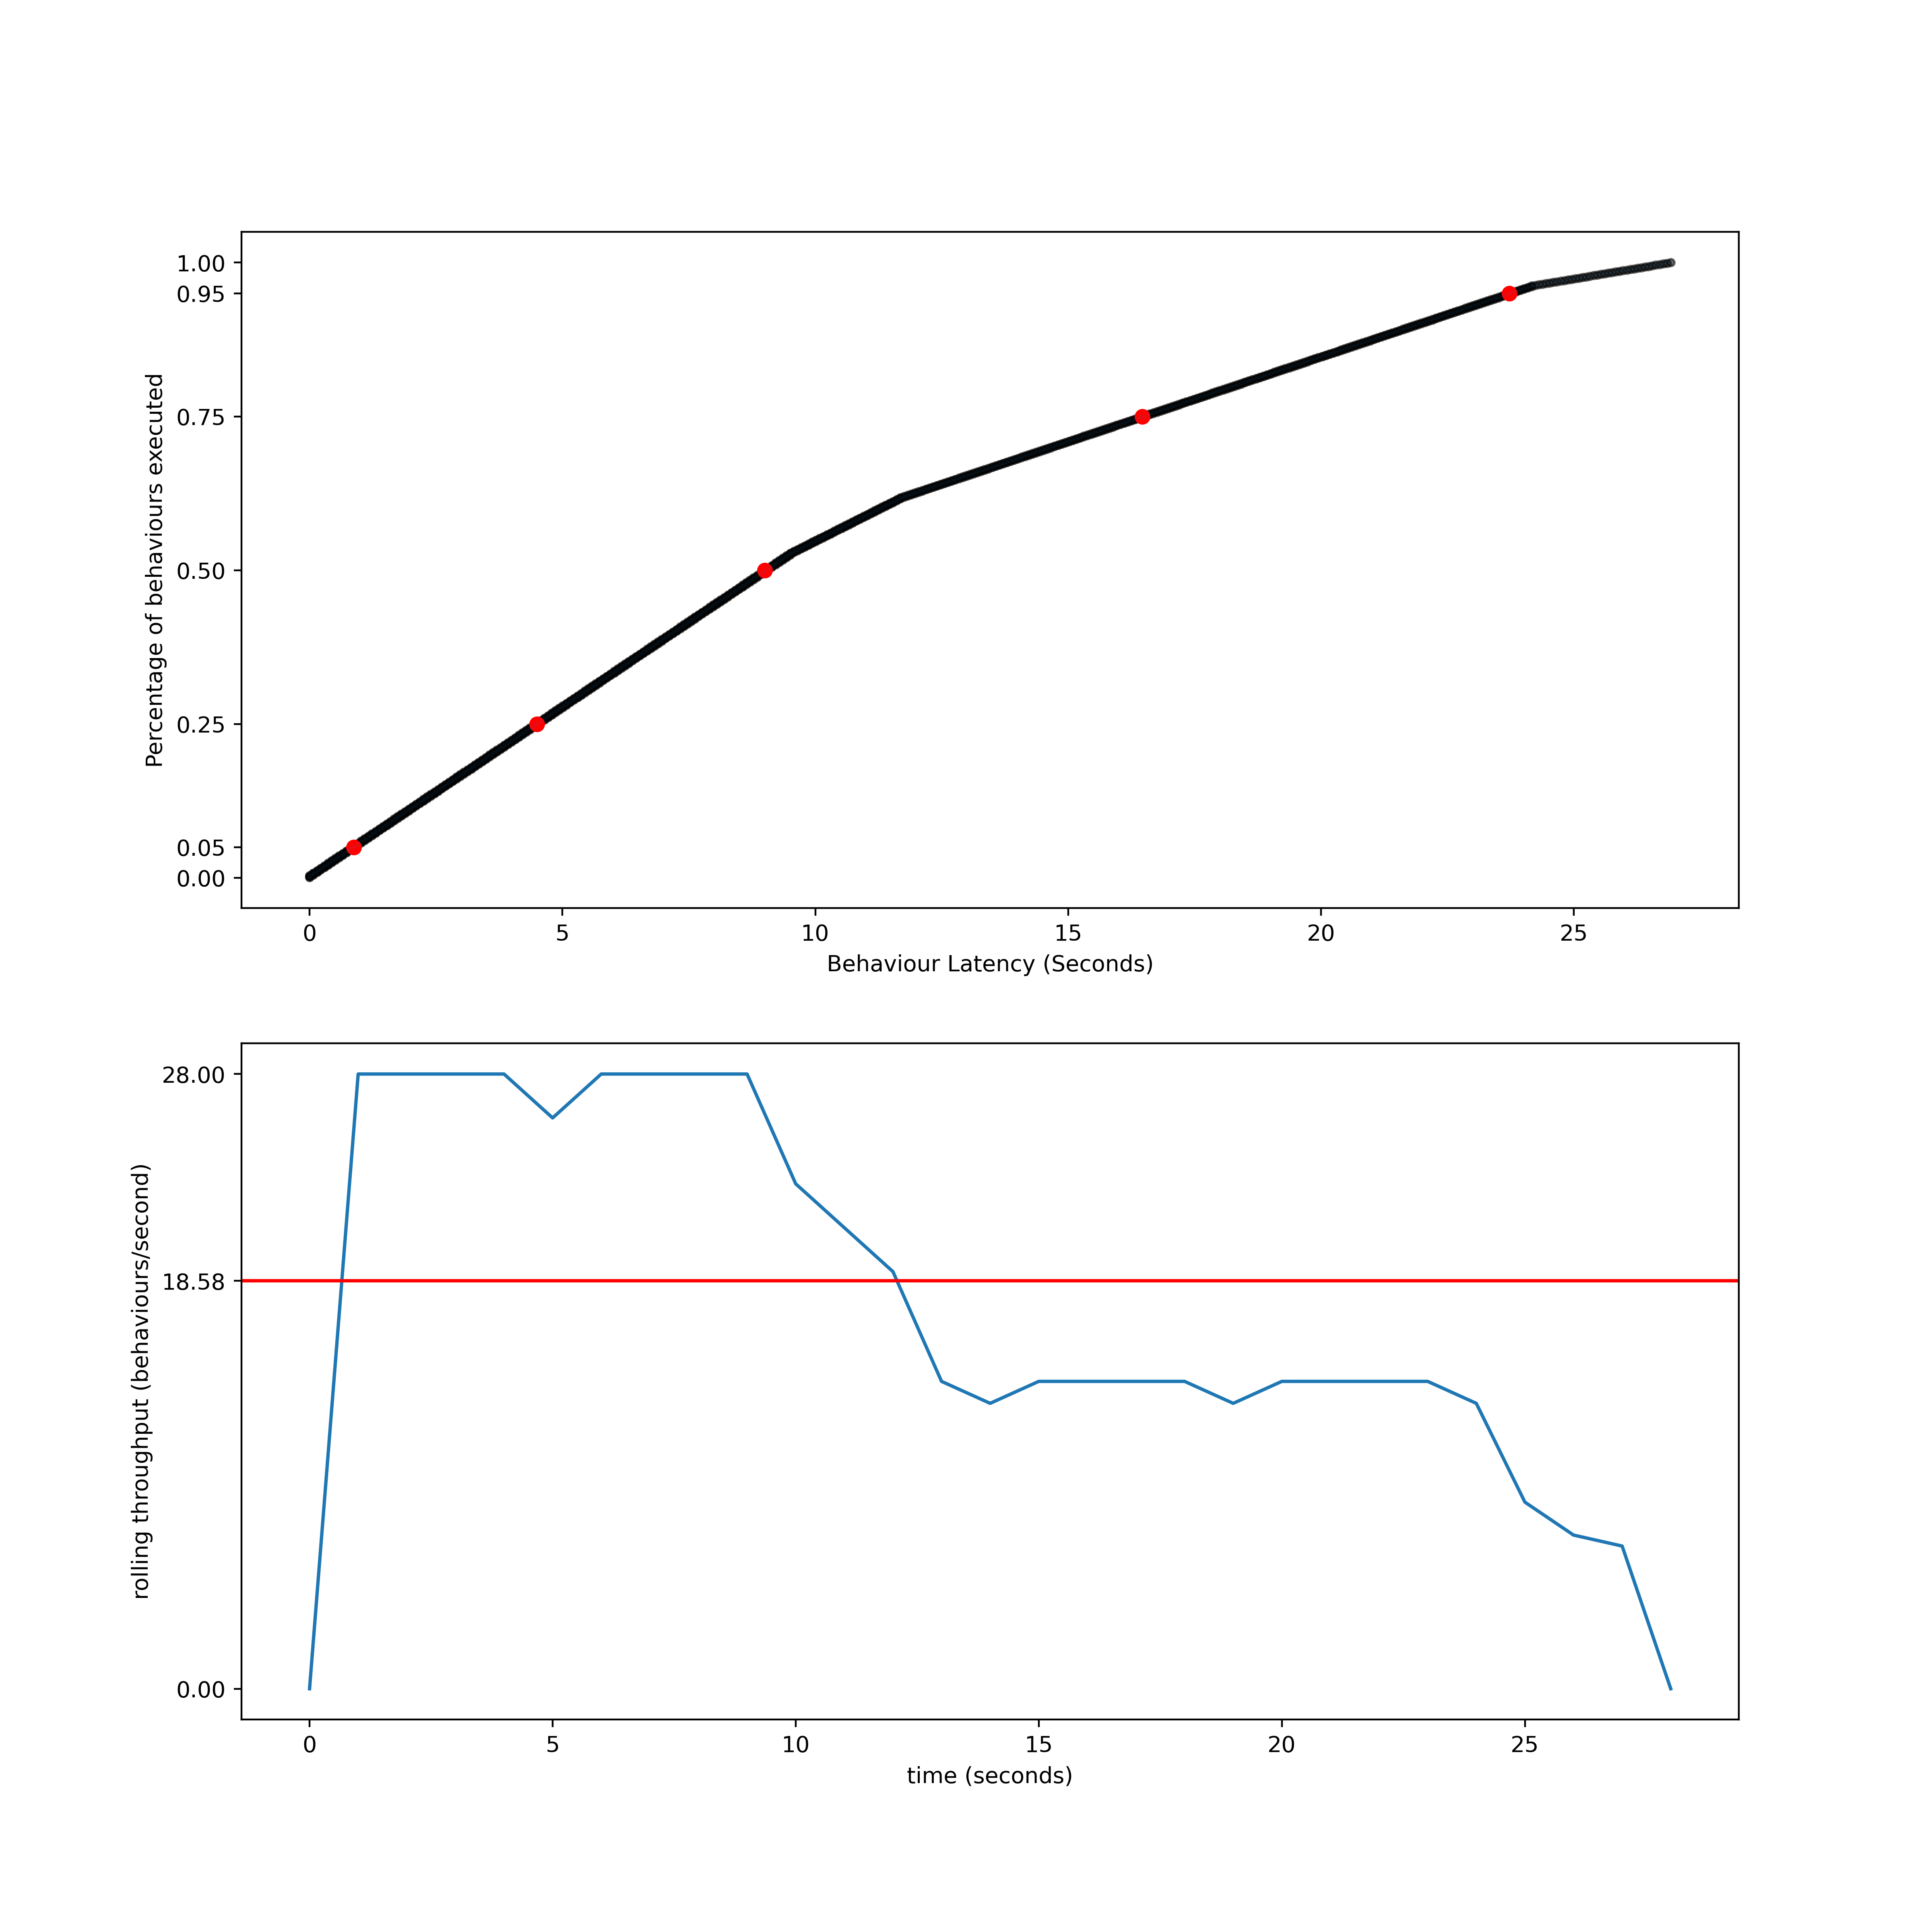 1.00
0.95
0.75
0.50
0.25
0.05
0.00
Percentage of behaviours executed
0 5 10 15 20 25
Behaviour Latency (Seconds)
28.00
18.58
0.00
rolling throughput (behaviours/second)
0 5 10 15 20 25
time (seconds)